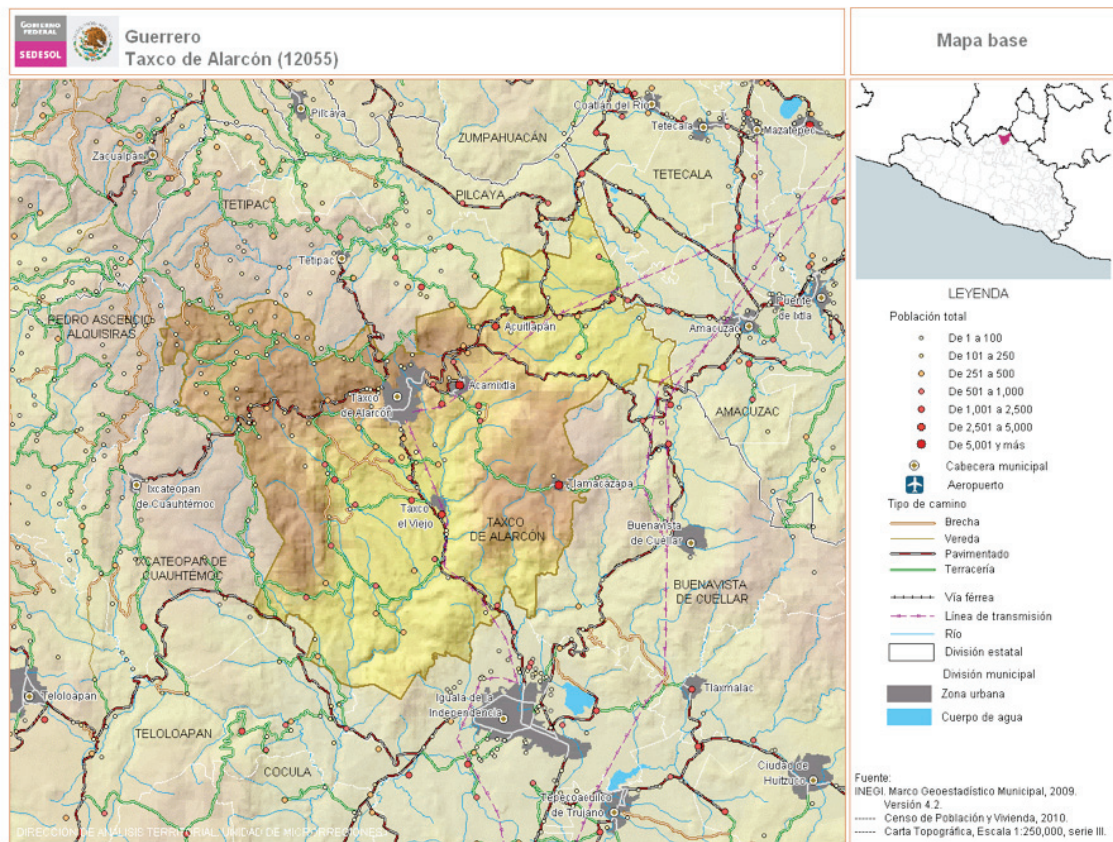 GOBIERNO
FEDERAL
SEDESOL
Guerrero
Taxco de Alarcón (12055)
Mapa base
Pilcaya
Coatlán del Río
Tetecala
Mazatepec
ZUMPAHUACÁN
Zacualpan
TETECALA
PILCAYA
TETIPAC
Tetipac
PEDRO ASCENCIO
ALQUISIRAS
Acuitlapán
Amacuzac
Puente
de Ixtla
Acamixtla
Taxco
de Alarcón
AMACUZAC
Ixcateopan
de Cuauhtémoc
Tlamacazapa
Taxco
el Viejo
TAXCO
DE ALARCÓN
Buenavista
de Cuellar
IXCATEOPAN DE
CUAUHTÉMOC
BUENAVISTA
DE CUELLAR
Teloloapan
Tlaxmalac
Iguala de la
Independencia
TELOLOAPAN
COCULA
Ciudad de
Huitzuco
Tepecoacuilco
de Trujano
DIRECCIÓN DE ANÁLISIS TERRITORIAL, UNIDAD DE MICRORREGIONES
LEYENDA
Población total
De 1 a 100
De 101 a 250
De 251 a 500
De 501 a 1,000
De 1,001 a 2,500
De 2,501 a 5,000
De 5,001 y más
Cabecera municipal
Aeropuerto
Tipo de camino
Brecha
Vereda
Pavimentado
Terracería
Vía férrea
Línea de transmisión
Río
División estatal
División municipal
Zona urbana
Cuerpo de agua
Fuente:
INEGI. Marco Geoestadístico Municipal, 2009.
Versión 4.2.
------ Censo de Población y Vivienda, 2010.
------ Carta Topográfica, Escala 1:250,000, serie III.